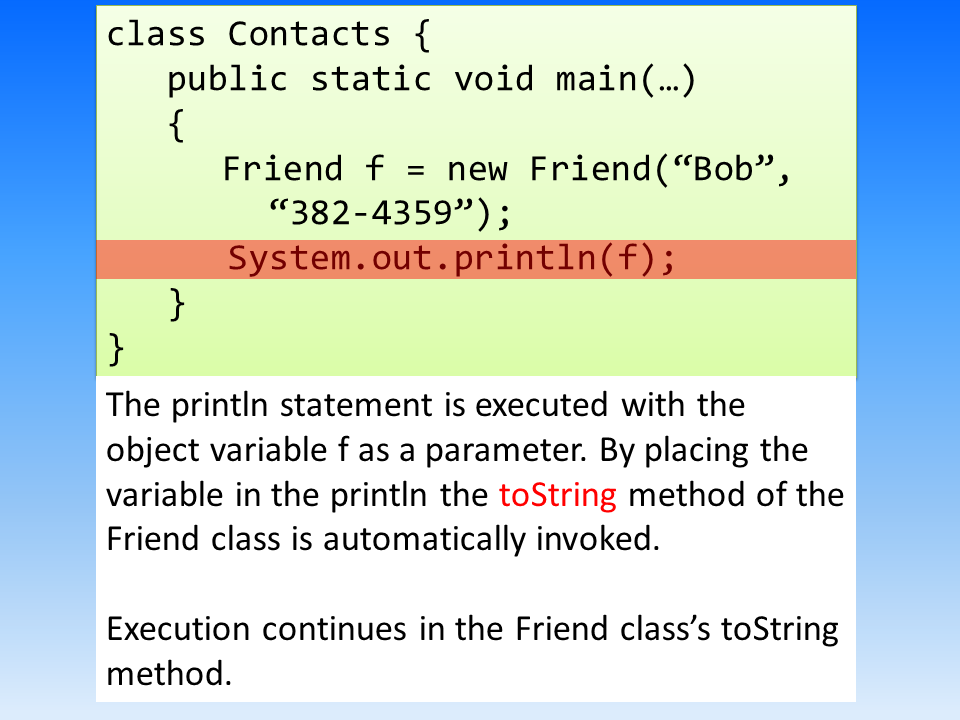 class Contacts {
public static void main(…)
{
Friend f = new Friend(“Bob”,
“382-4359”);
System.out.println(f);
}
}
The println statement is executed with the
object variable f as a parameter. By placing the
variable in the println the toString method of the
Friend class is automatically invoked.
Execution continues in the Friend class’s toString
method.